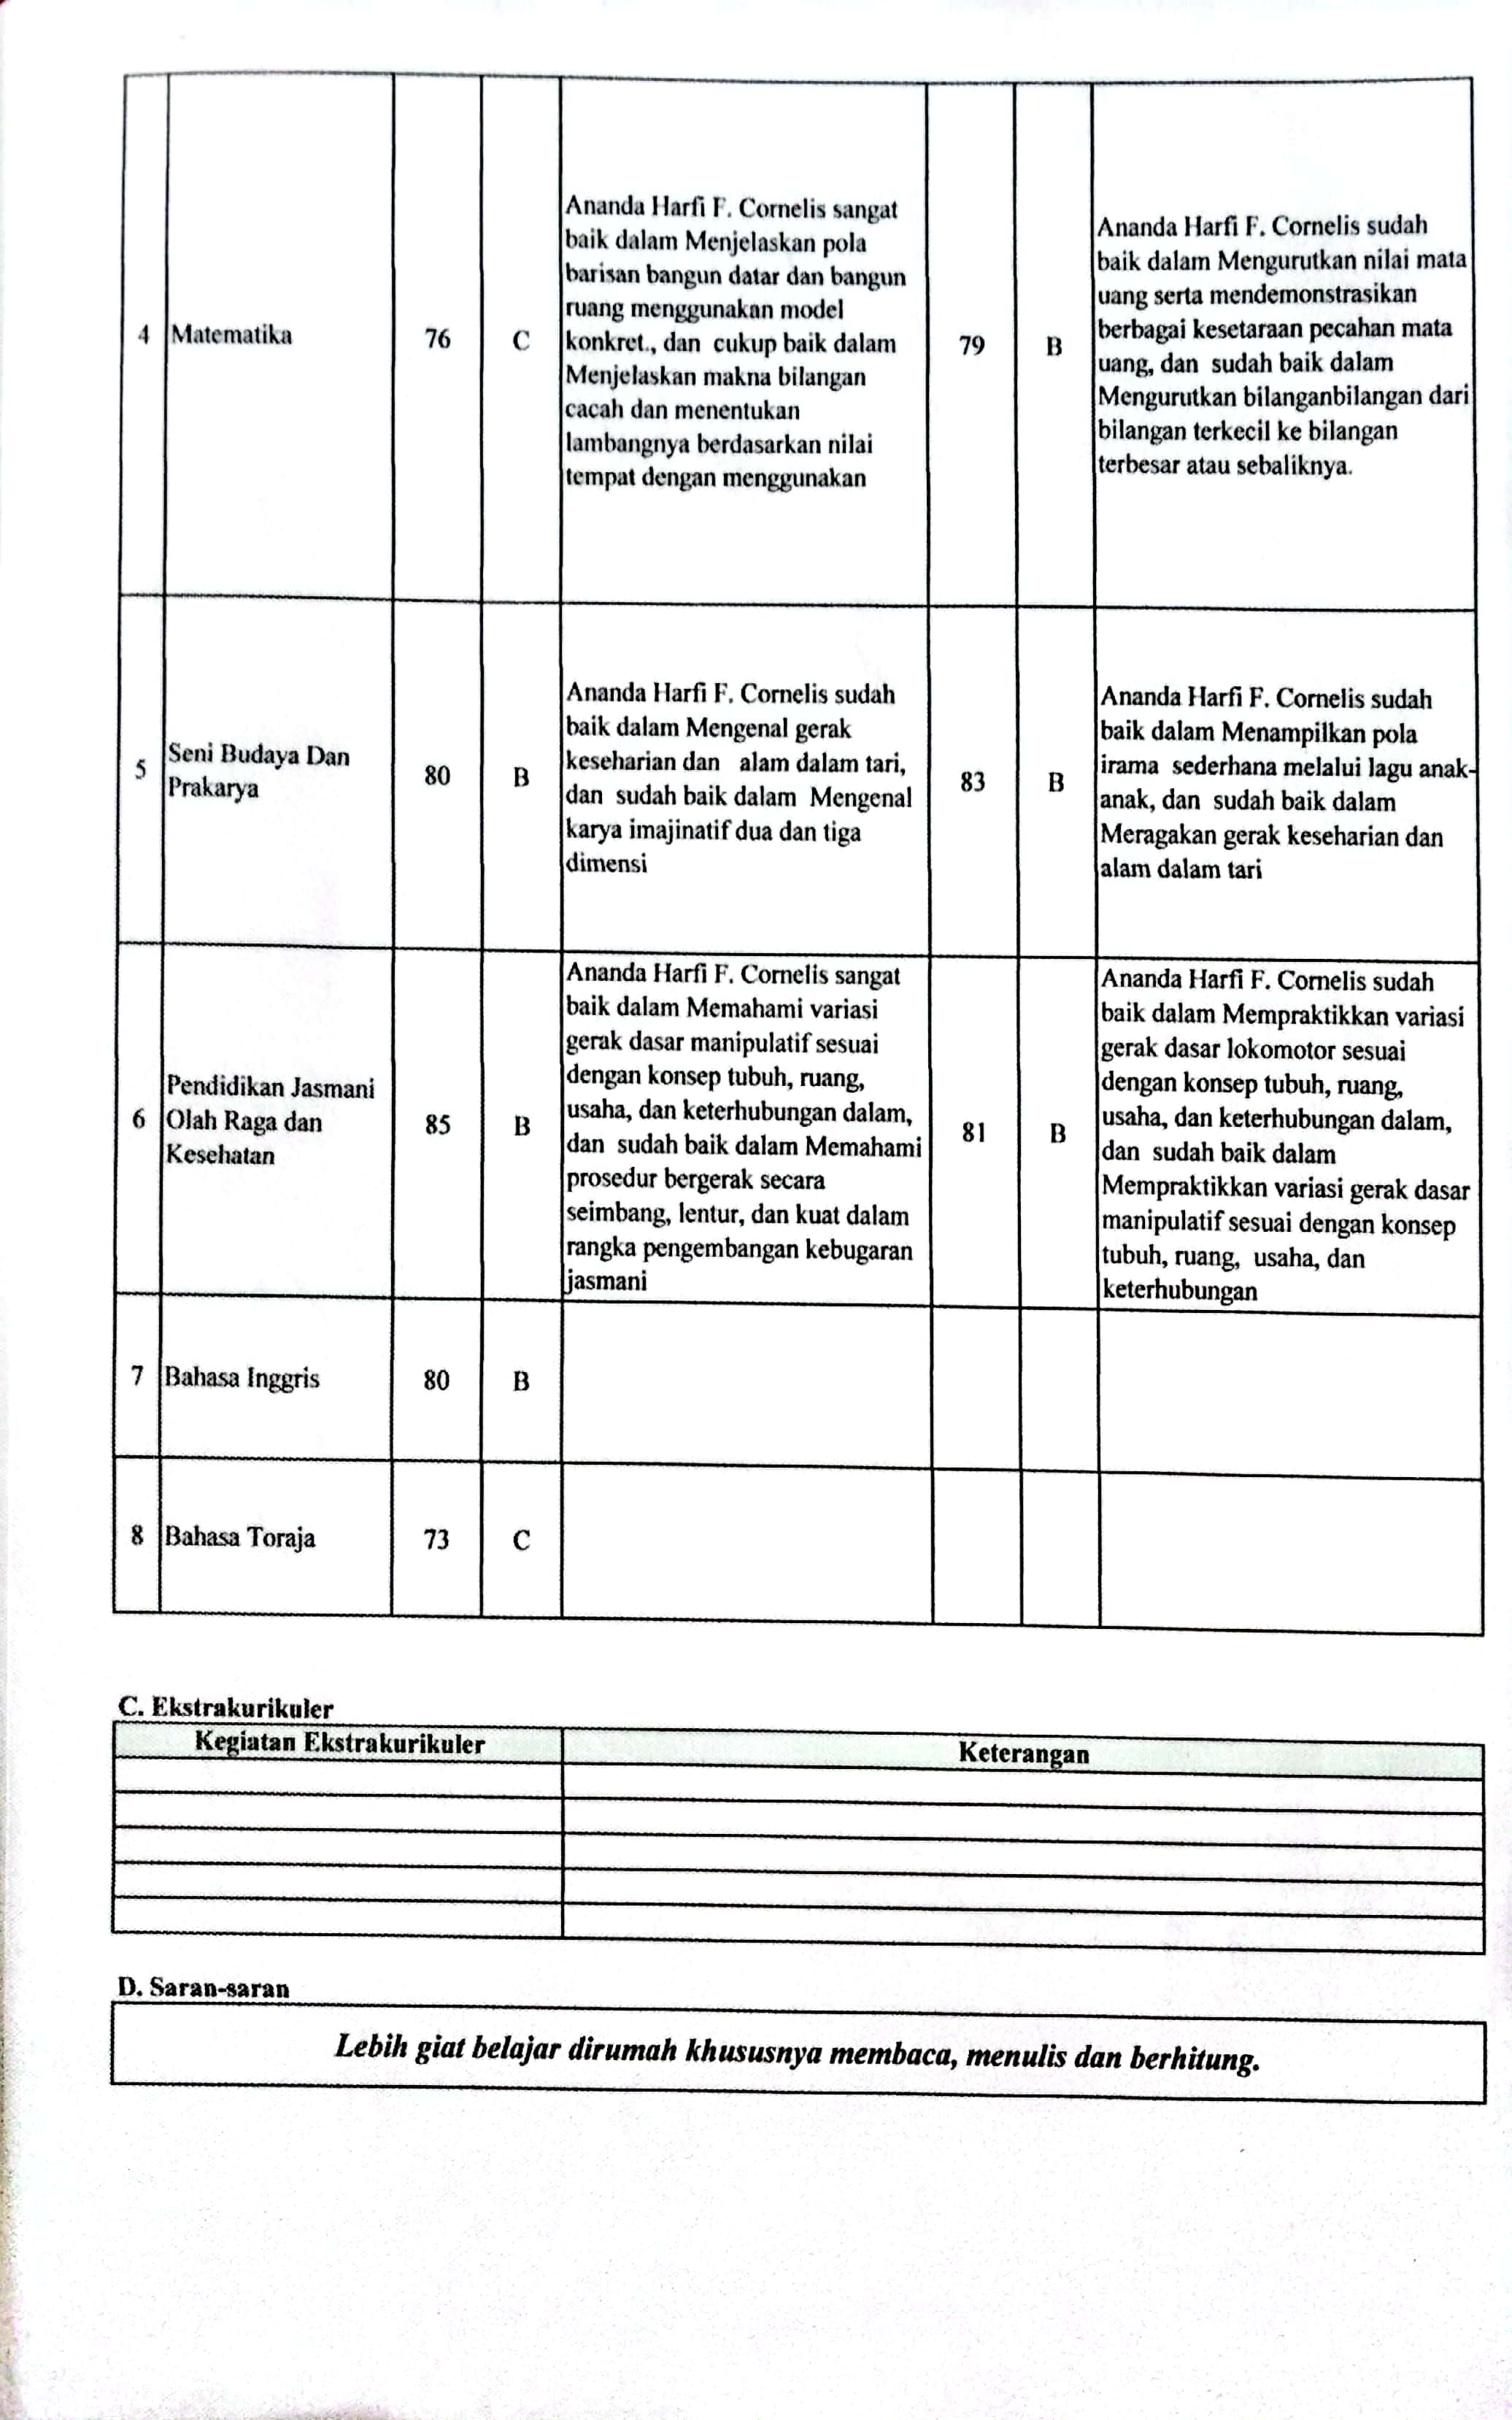 4 Matematika 76 C
Ananda Harfi F. Cornelis sangat
baik dalam Menjelaskan pola
barisan bangun datar dan bangun
ruang menggunakan model
konkret., dan cukup baik dalam
Menjelaskan makna bilangan
cacah dan menentukan
lambangnya berdasarkan nilai
tempat dengan menggunakan
79 B
Ananda Harfi F. Cornelis sudah
baik dalam Mengurutkan nilai mata
uang serta mendemonstrasikan
berbagai kesetaraan pecahan mata
uang, dan sudah baik dalam
Mengurutkan bilanganbilangan dari
bilangan terkecil ke bilangan
terbesar atau sebaliknya.
5 Seni Budaya Dan
Prakarya
80 B
Ananda Harfi F. Cornelis sudah
baik dalam Mengenal gerak
keseharian dan alam dalam tari,
dan sudah baik dalam Mengenal
karya imajinatif dua dan tiga
dimensi
83 B
Ananda Harfi F. Cornelis sudah
baik dalam Menampilkan pola
irama sederhana melalui lagu anak-
anak, dan sudah baik dalam
Meragakan gerak keseharian dan
alam dalam tari
6 Pendidikan Jasmani
Olah Raga dan
Kesehatan
85 B
Ananda Harfi F. Cornelis sangat
baik dalam Memahami variasi
gerak dasar manipulatif sesuai
dengan konsep tubuh, ruang,
usaha, dan keterhubungan dalam,
dan sudah baik dalam Memahami
prosedur bergerak secara
seimbang, lentur, dan kuat dalam
rangka pengembangan kebugaran
jasmani
81 B
Ananda Harfi F. Cornelis sudah
baik dalam Mempraktikkan variasi
gerak dasar lokomotor sesuai
dengan konsep tubuh, ruang,
usaha, dan keterhubungan dalam,
dan sudah baik dalam
Mempraktikkan variasi gerak dasar
manipulatif sesuai dengan konsep
tubuh, ruang, usaha, dan
keterhubungan
7 Bahasa Inggris 80 B
8 Bahasa Toraja 73 C
C. Ekstrakurikuler
Kegiatan Ekstrakurikuler Keterangan
D. Saran-saran
Lebih giat belajar dirumah khususnya membaca, menulis dan berhitung.